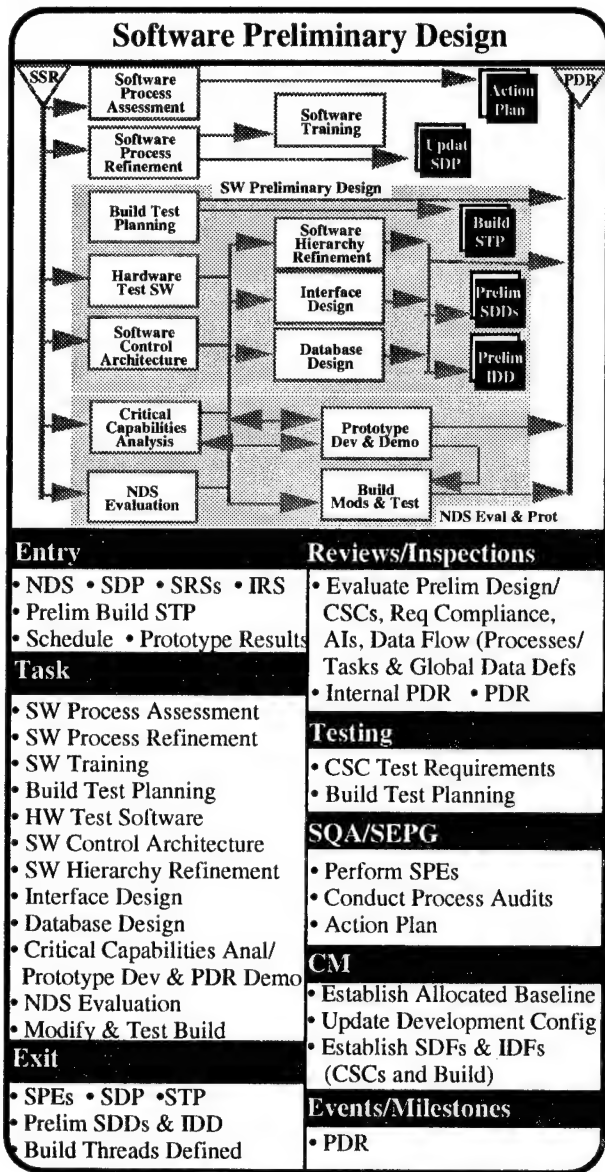 Software Preliminary Design
SSR
PDR
Software
Process
Assessment
Action
Plan
Software
Training
Software
Process
Refinement
Updat
SDP
SW Preliminary Design
Build Test
Planning
Build
STP
Software
Hierarchy
Refinement
Hardware
Test SW
Interface
Design
Prelim
SDDs
Software
Control
Architecture
Database
Design
Prelim
IDD
Critical
Capabilities
Analysis
Prototype
Dev & Demo
NDS
Evaluation
Build
Mods & Test
NDS Eval & Prot
Entry
• NDS • SDP • SRSs • IRS
• Prelim Build STP
• Schedule • Prototype Results
Task
• SW Process Assessment
• SW Process Refinement
• SW Training
• Build Test Planning
• HW Test Software
• SW Control Architecture
• SW Hierarchy Refinement
• Interface Design
• Database Design
• Critical Capabilities Anal/
Prototype Dev & PDR Demo
• NDS Evaluation
• Modify & Test Build
Exit
• SPEs • SDP •STP
• Prelim SDDs & IDD
• Build Threads Defined
Reviews/Inspections
• Evaluate Prelim Design/
CSCs, Req Compliance,
AIs, Data Flow (Processes/
Tasks & Global Data Defs
• Internal PDR • PDR
Testing
• CSC Test Requirements
• Build Test Planning
SQA/SEPG
• Perform SPEs
• Conduct Process Audits
• Action Plan
CM
• Establish Allocated Baseline
• Update Development Config
• Establish SDFs & IDFs
(CSCs and Build)
Events/Milestones
• PDR